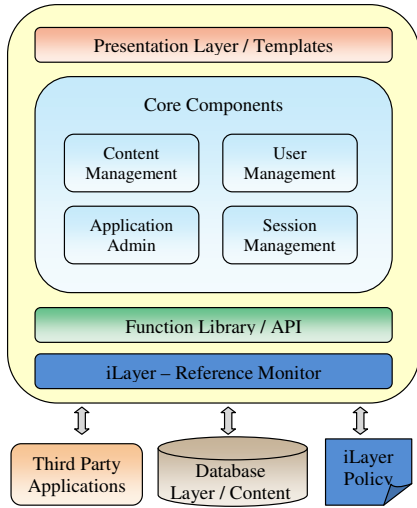 Presentation Layer / Templates
Core Components
Content
Management
User
Management
Application
Admin
Session
Management
Function Library / API
iLayer – Reference Monitor
Third Party
Applications
Database
Layer / Content
iLayer
Policy